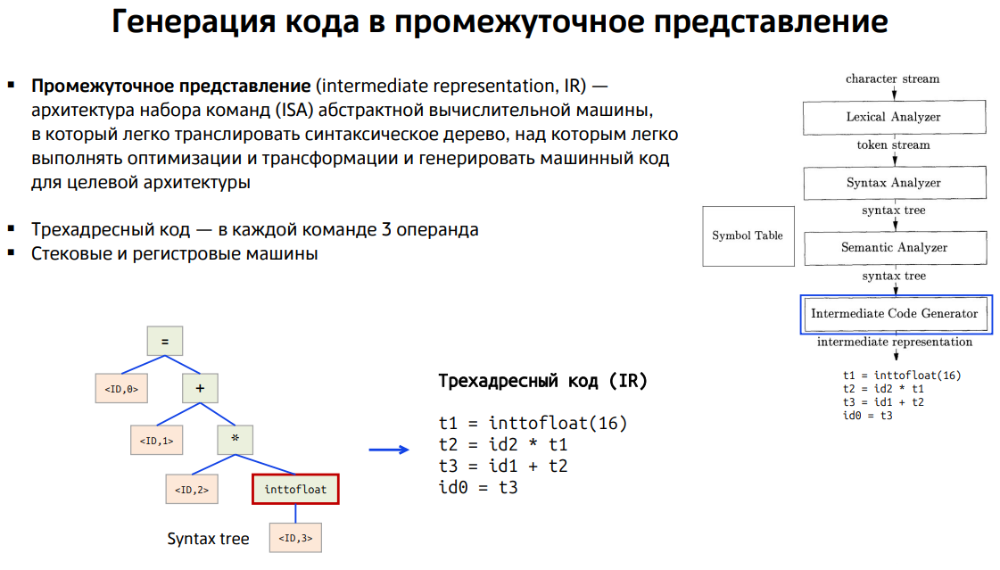 Генерация кода в промежуточное представление
▪ Промежуточное представление (intermediate representation, IR) —
архитектура набора команд (ISA) абстрактной вычислительной машины,
в который легко транслировать синтаксическое дерево, над которым легко
выполнять оптимизации и трансформации и генерировать машинный код
для целевой архитектуры
▪ Трехадресный код — в каждой команде 3 операнда
▪ Стековые и регистровые машины
character stream
Lexical Analyzer
token stream
Syntax Analyzer
syntax tree
Symbol Table
Semantic Analyzer
syntax tree
Intermediate Code Generator
intermediate representation
t1 = inttofloat(16)
t2 = id2 * t1
t3 = id1 + t2
id0 = t3
=
<ID,0>
+
<ID,1>
*
<ID,2>
inttofloat
<ID,3>
Syntax tree
Трехадресный код (IR)
t1 = inttofloat(16)
t2 = id2 * t1
t3 = id1 + t2
id0 = t3